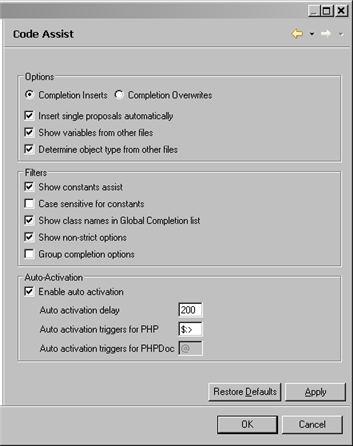 Code Assist
Options
Completion Inserts Completion Overwrites
Insert single proposals automatically
Show variables from other files
Determine object type from other files
Filters
Show constants assist
Case sensitive for constants
Show class names in Global Completion list
Show non-strict options
Group completion options
Auto-Activation
Enable auto activation
Auto activation delay 200
Auto activation triggers for PHP $:>
Auto activation triggers for PHPDoc @
Restore Defaults Apply
OK Cancel